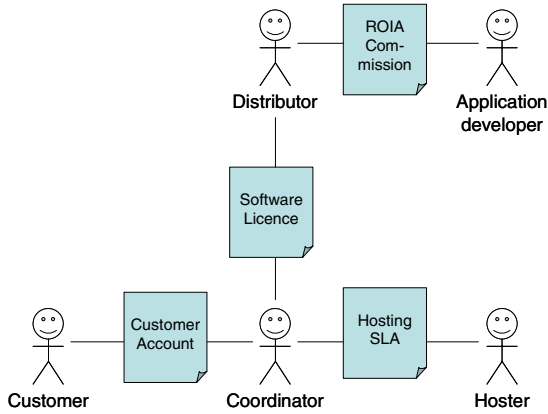 ROIA
Com-
mission
Distributor
Application
developer
Software
Licence
Customer
Account
Hosting
SLA
Customer
Coordinator
Hoster